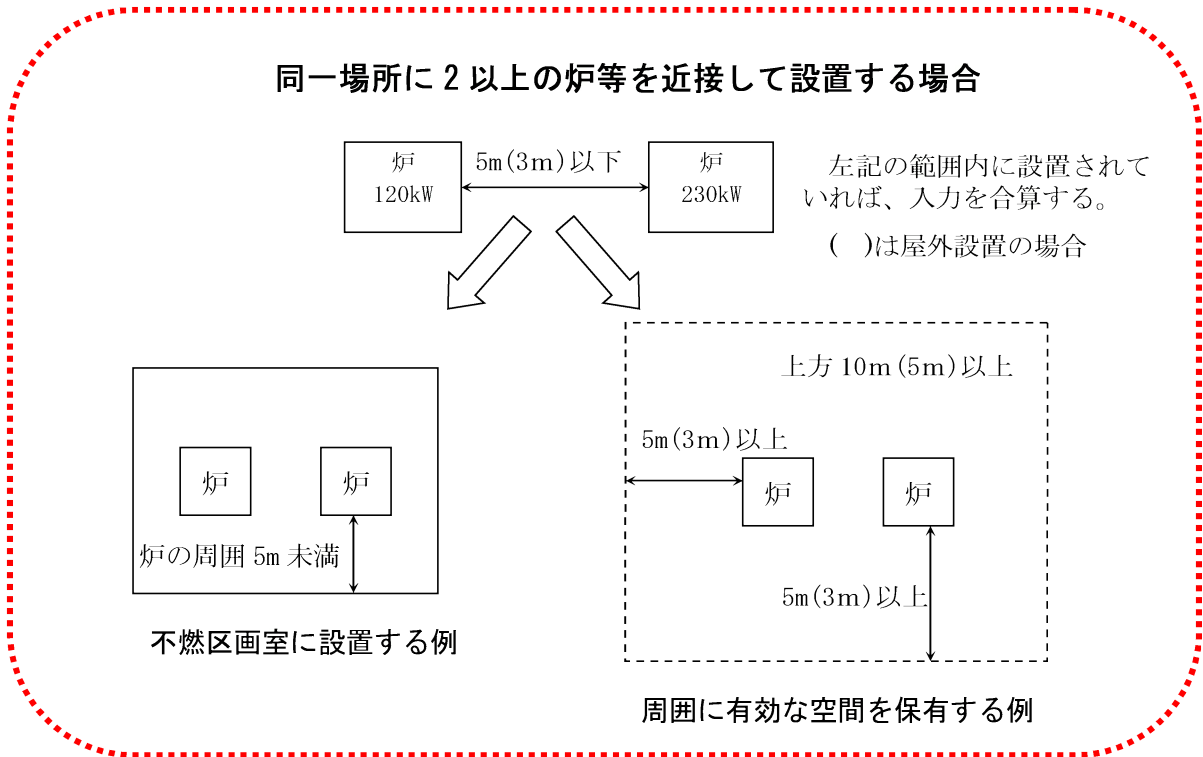 同一場所に2以上の炉等を近接して設置する場合
炉
120kW
5m(3m)以下
炉
230kW
左記の範囲内に設置されて
いれば、入力を合算する。
(　)は屋外設置の場合
炉
炉
炉の周囲5m未満
不燃区画室に設置する例
上方10m(5m)以上
5m(3m)以上
炉
炉
5m(3m)以上
周囲に有効な空間を保有する例